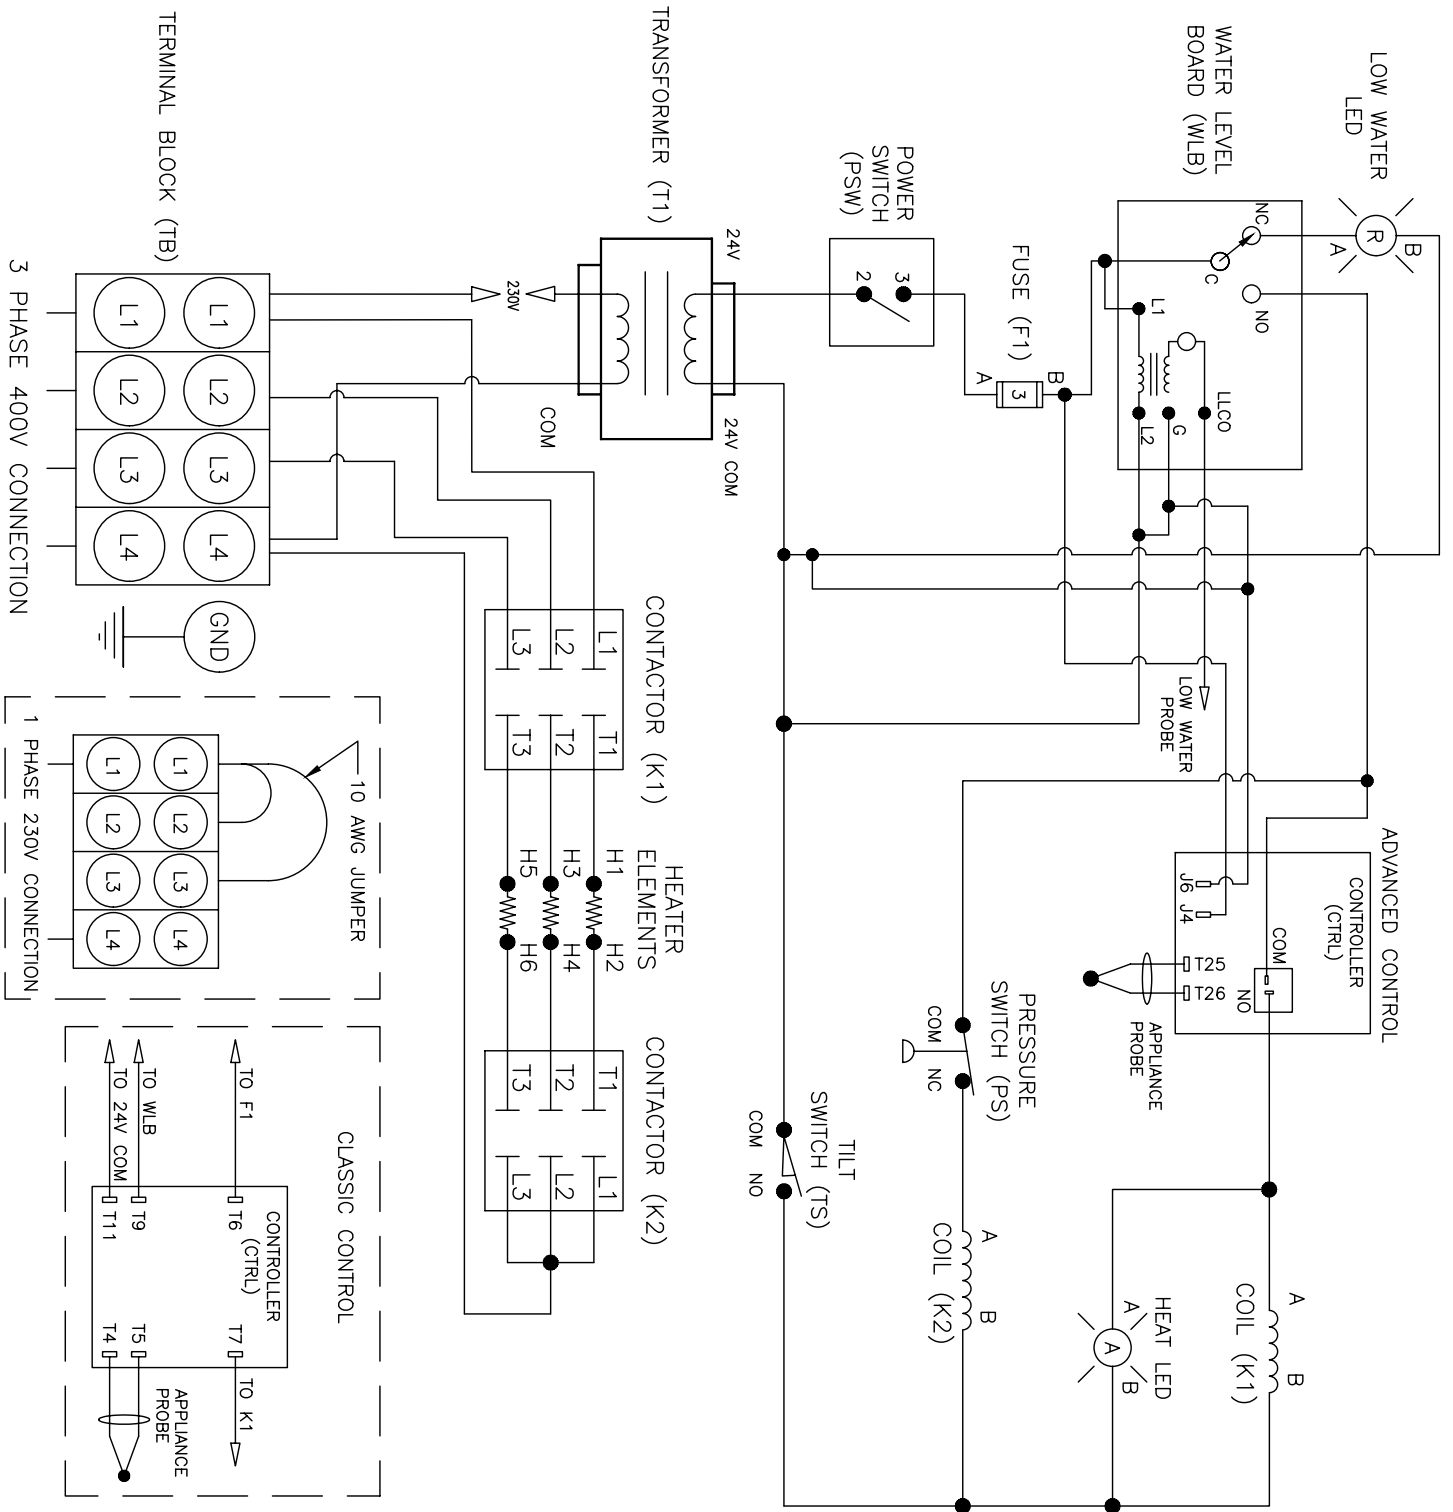 LOW WATER
LED
R
A
B
WATER LEVEL
BOARD (WLB)
NC
C
NO
L1
LLCO
G
L2
LOW WATER
PROBE
FUSE (F1)
A
3
B
POWER
SWITCH
(PSW)
2
3
TRANSFORMER (T1)
24V
24V COM
230V
COM
TERMINAL BLOCK (TB)
L1
L2
L3
L4
L1
L2
L3
L4
GND
3 PHASE 400V CONNECTION
CONTACTOR (K1)
L1
L2
L3
T1
T2
T3
HEATER
ELEMENTS
H1
H2
H3
H4
H5
H6
CONTACTOR (K2)
T1
T2
T3
L1
L2
L3
ADVANCED CONTROL
CONTROLLER
(CTRL)
J6
J4
T25
T26
COM
NO
APPLIANCE
PROBE
PRESSURE
SWITCH (PS)
COM
NC
TILT
SWITCH (TS)
COM
NO
A
B
COIL (K2)
HEAT LED
A
A
B
A
B
COIL (K1)
10 AWG JUMPER
L1
L2
L3
L4
L1
L2
L3
L4
1 PHASE 230V CONNECTION
CLASSIC CONTROL
CONTROLLER
(CTRL)
TO F1
TO WLB
TO 24V COM
T6
T9
T11
T7
T5
T4
TO K1
APPLIANCE
PROBE